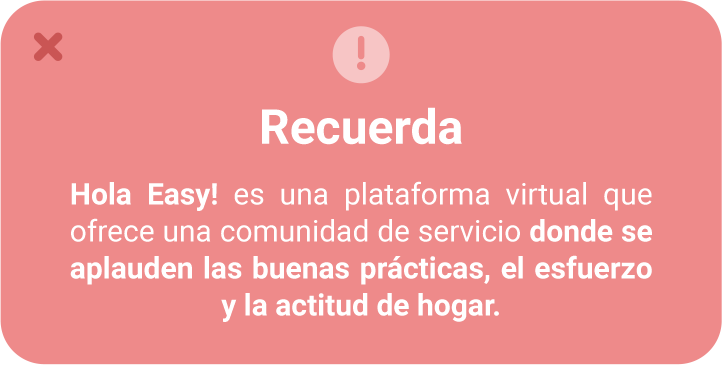 Recuerda
Hola Easy! es una plataforma virtual que
ofrece una comunidad de servicio donde se
aplauden las buenas prácticas, el esfuerzo
y la actitud de hogar.